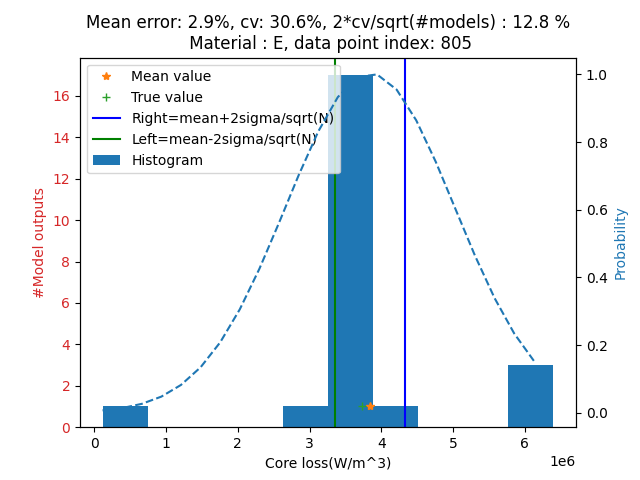 Mean error: 2.9%, cv: 30.6%, 2*cv/sqrt(#models) : 12.8 %
Material : E, data point index: 805
Mean value
True value
Right=mean+2sigma/sqrt(N)
Left=mean-2sigma/sqrt(N)
Histogram
#Model outputs
16
14
12
10
8
6
4
2
0
1.0
0.8
0.6
0.4
0.2
0.0
Probability
0 1 2 3 4 5 6
1e6
Core loss(W/m^3)